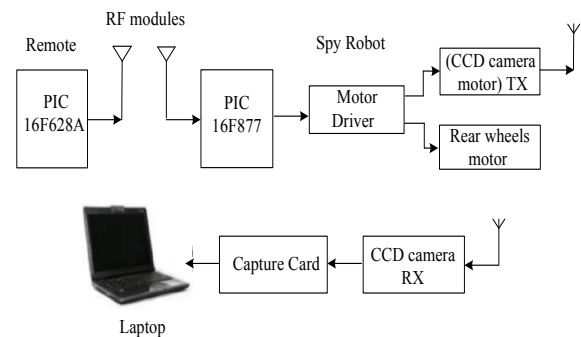 RF modules
Remote
Spy Robot
PIC
16F628A
PIC
16F877
Motor
Driver
(CCD camera
motor) TX
Rear wheels
motor
Capture Card
CCD camera
RX
Laptop